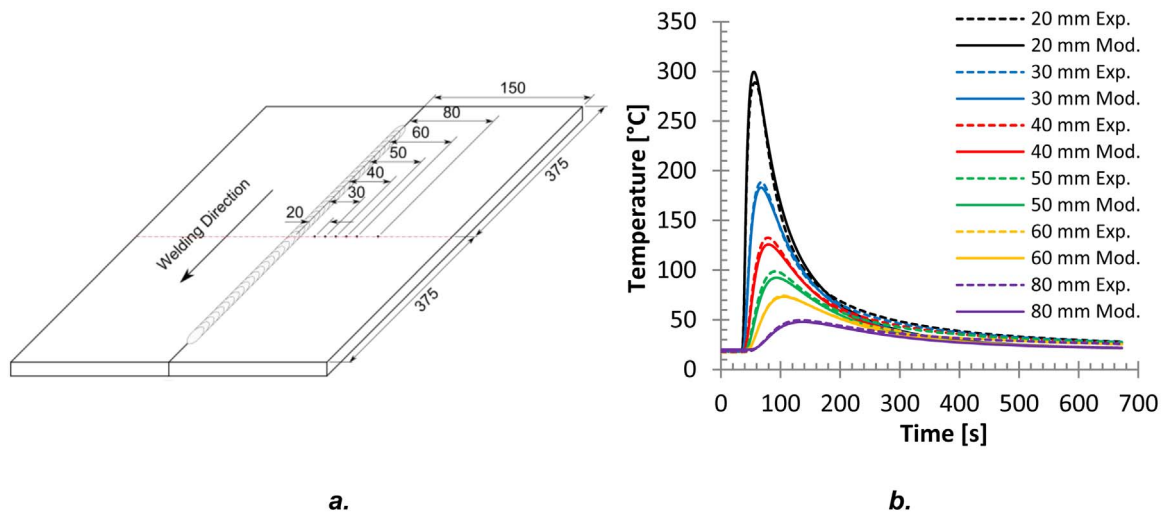 150
80
60
50
40
30
20
375
375
Welding Direction
a.
Temperature [°C]
350
300
250
200
150
100
50
0
0 100 200 300 400 500 600 700
Time [s]
20 mm Exp.
20 mm Mod.
30 mm Exp.
30 mm Mod.
40 mm Exp.
40 mm Mod.
50 mm Exp.
50 mm Mod.
60 mm Exp.
60 mm Mod.
80 mm Exp.
80 mm Mod.
b.